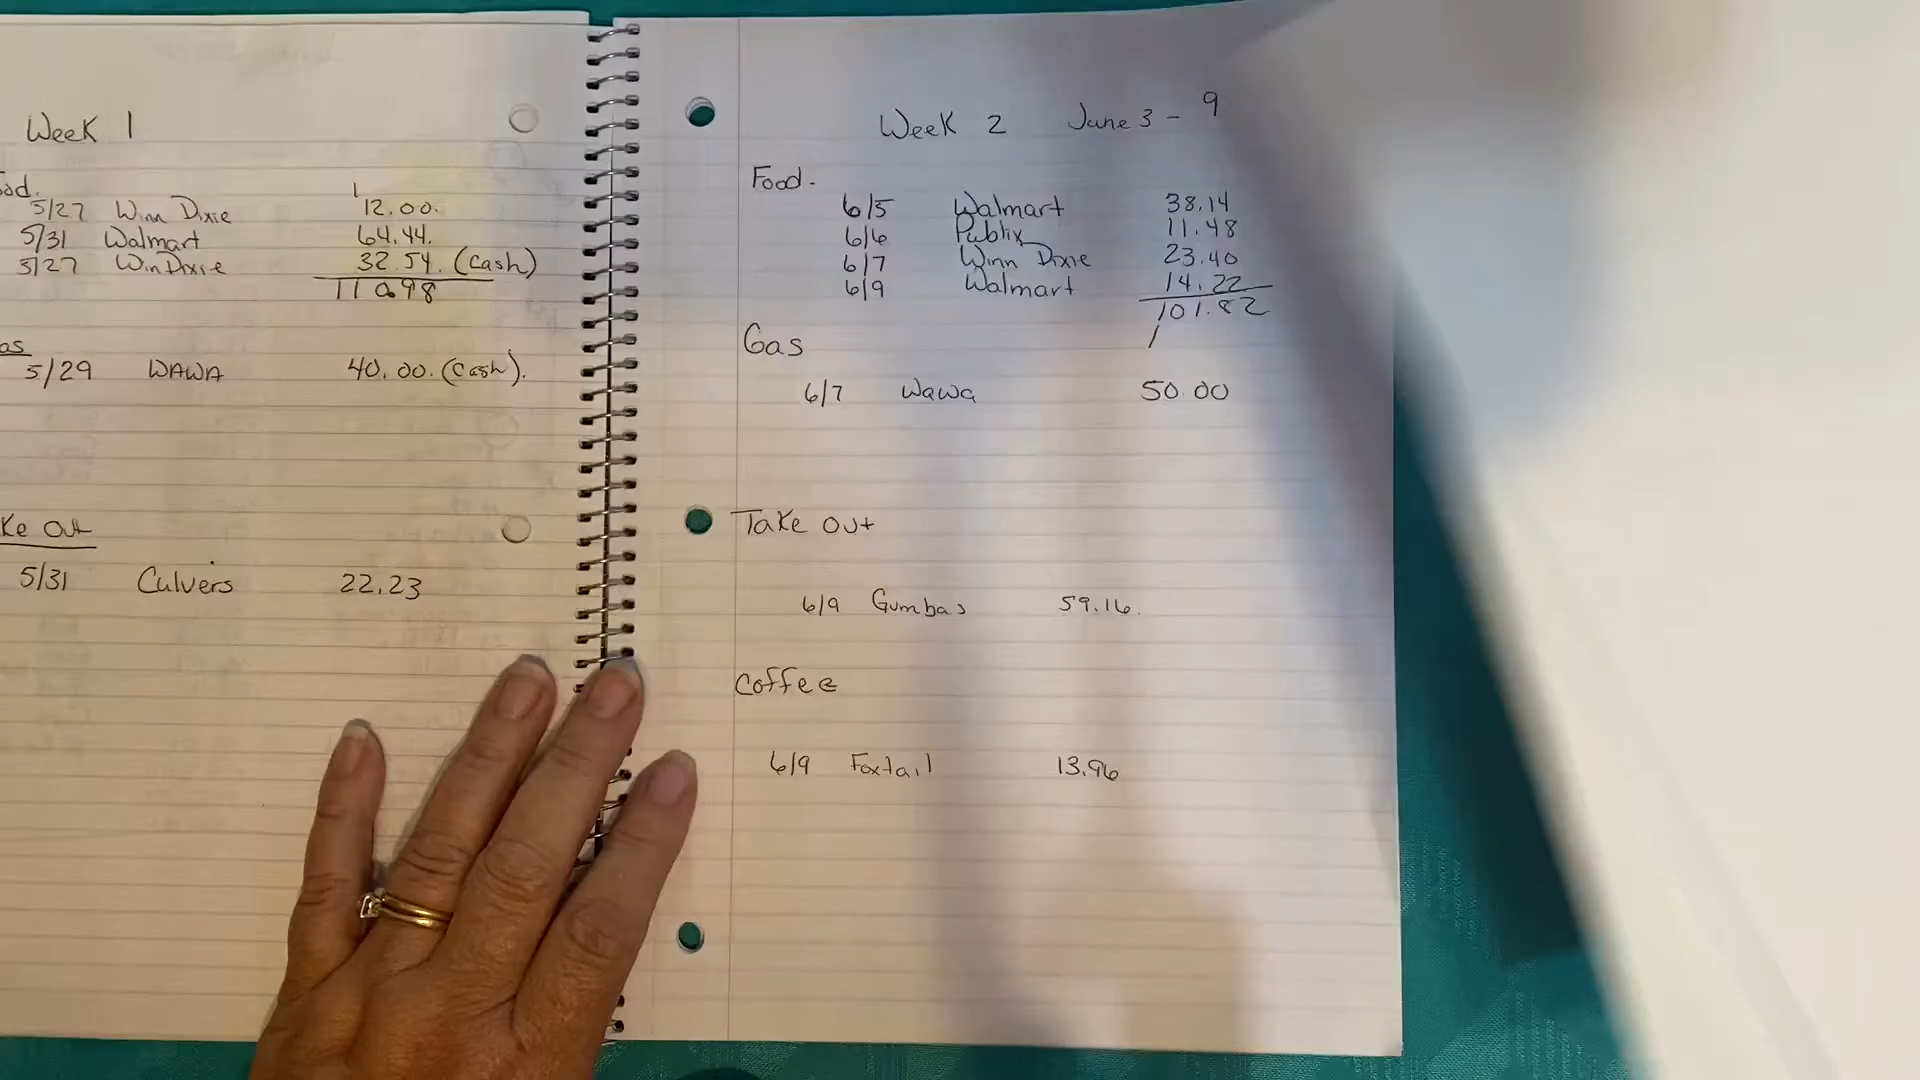 Week 1
5/27 Winn Dixie 12.00.
5/31 Walmart 64.44.
5/27 WinDixie 32.54. (Cash)
110.98
5/29 WAWA 40.00. (Cash).
ke Out
5/31 Culvers 22.23
Week 2 June 3 - 9
Food.
6/5 Walmart 38.14
6/6 Publix 11.48
6/7 Winn Dixie 23.40
6/9 Walmart 14.22
101.82
Gas
6/7 Wawa 50.00
Take Out
6/9 Gumbas 59.16.
Coffee
6/9 Foxtail 13.96